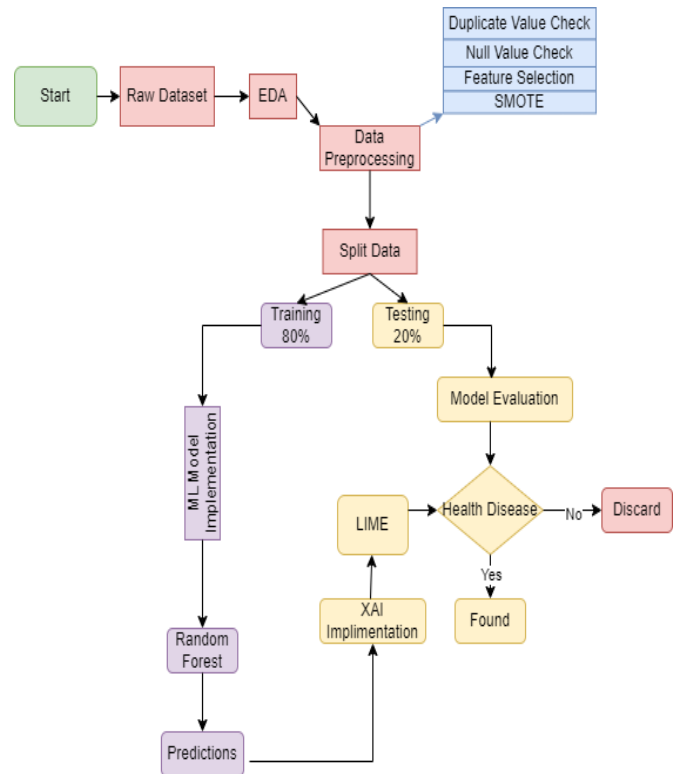 Duplicate Value Check
Null Value Check
Feature Selection
SMOTE
Start
Raw Dataset
EDA
Data
Preprocessing
Split Data
Training
80%
Testing
20%
Model Evaluation
ML Model
Implementation
LIME
Health Disease
No
Discard
Yes
XAI
Implimentation
Found
Random
Forest
Predictions